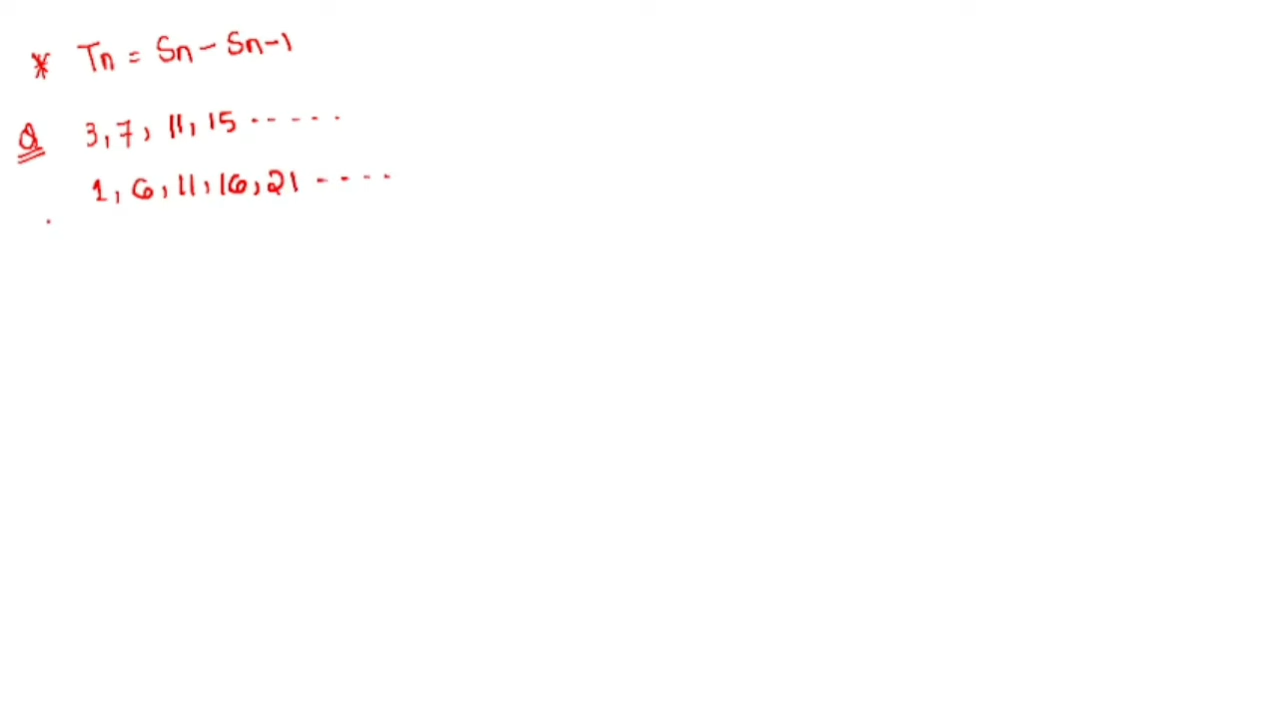 * Tn = Sn - Sn-1
Q 3, 7, 11, 15 .....
1, 6, 11, 16, 21 ....